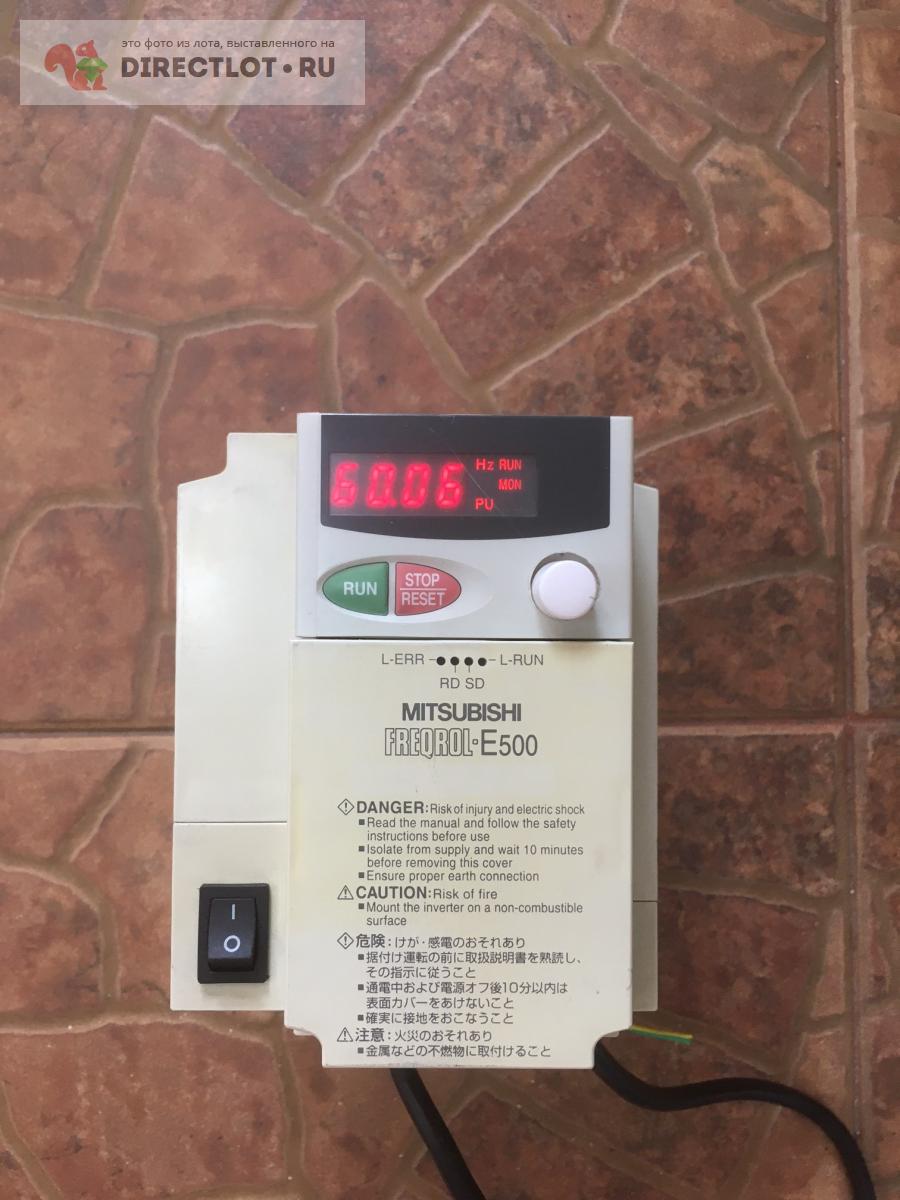 это фото из лота, выставленного на
DIRECTLOT•RU
60.06
Hz RUN
MON
PU
RUN
STOP
RESET
L-ERR L-RUN
RD SD
MITSUBISHI
FREQROL-E500
DANGER: Risk of injury and electric shock
■Read the manual and follow the safety
instructions before use
■Isolate from supply and wait 10 minutes
before removing this cover
■Ensure proper earth connection
CAUTION: Risk of fire
■Mount the inverter on a non-combustible
surface
危険：けが・感電のおそれあり
■据付け運転の前に取扱説明書を熟読し、
その指示に従うこと
■通電中および電源オフ後10分以内は
表面カバーをあけないこと
■確実に接地をおこなうこと
注意：火災のおそれあり
■金属などの不燃物に取付けること